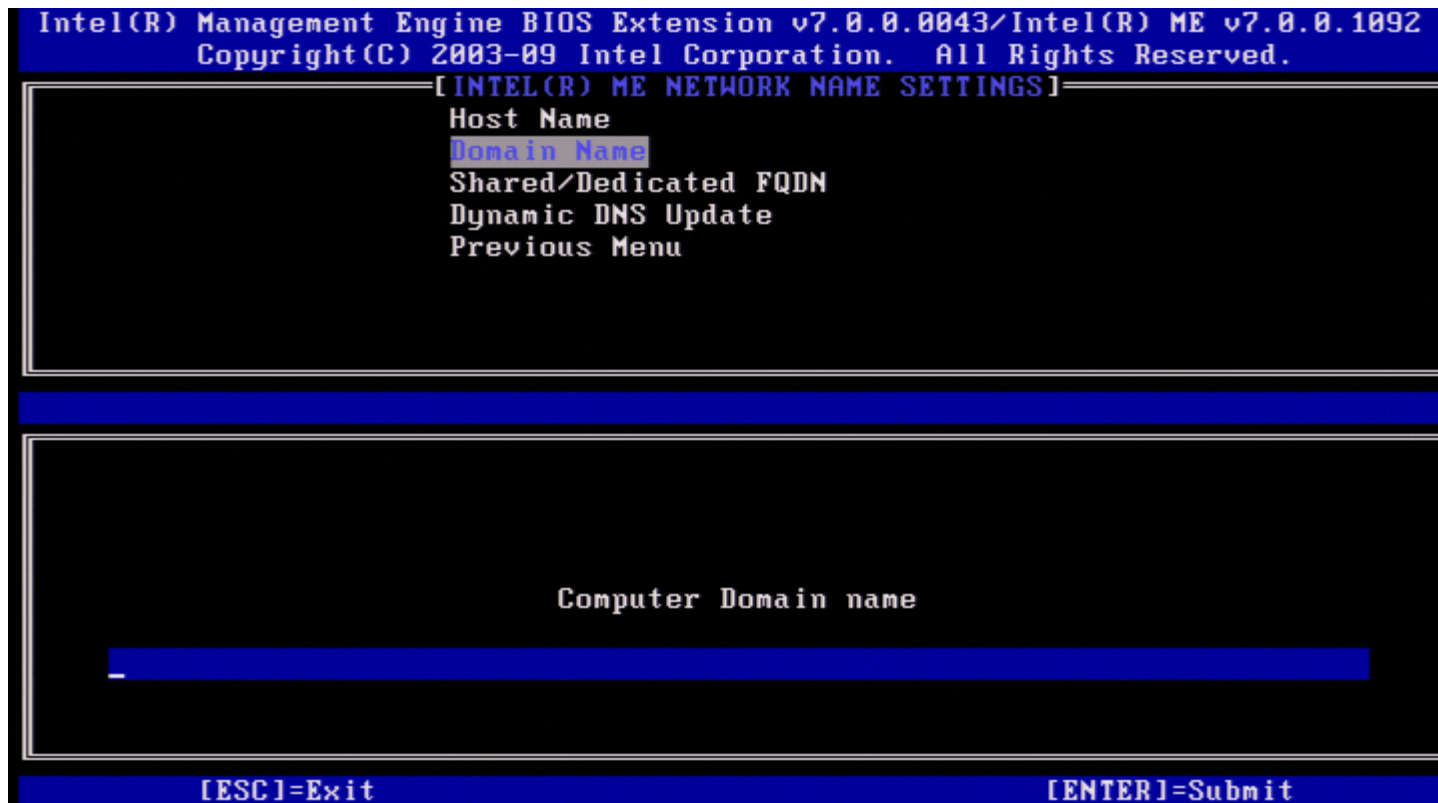 Intel(R) Management Engine BIOS Extension v7.0.0.0043/Intel(R) ME v7.0.0.1092
Copyright(C) 2003-09 Intel Corporation. All Rights Reserved.
[INTEL(R) ME NETWORK NAME SETTINGS]
Host Name
Domain Name
Shared/Dedicated FQDN
Dynamic DNS Update
Previous Menu
Computer Domain name
[ESC]=Exit [ENTER]=Submit